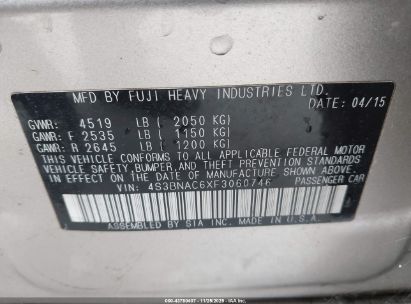 MFD BY FUJI HEAVY INDUSTRIES LTD.
DATE: 04/15
GVWR: 4519 LB ( 2050 KG)
GAWR: F 2535 LB ( 1150 KG)
GAWR: R 2645 LB ( 1200 KG)
THIS VEHICLE CONFORMS TO ALL APPLICABLE FEDERAL MOTOR
VEHICLE SAFETY, BUMPER, AND THEFT PREVENTION STANDARDS
IN EFFECT ON THE DATE OF MANUFACTURE SHOWN ABOVE.
VIN: 4S3BNAC6XF3060746 PASSENGER CAR
ASSEMBLED BY SIA INC. MADE IN U.S.A.